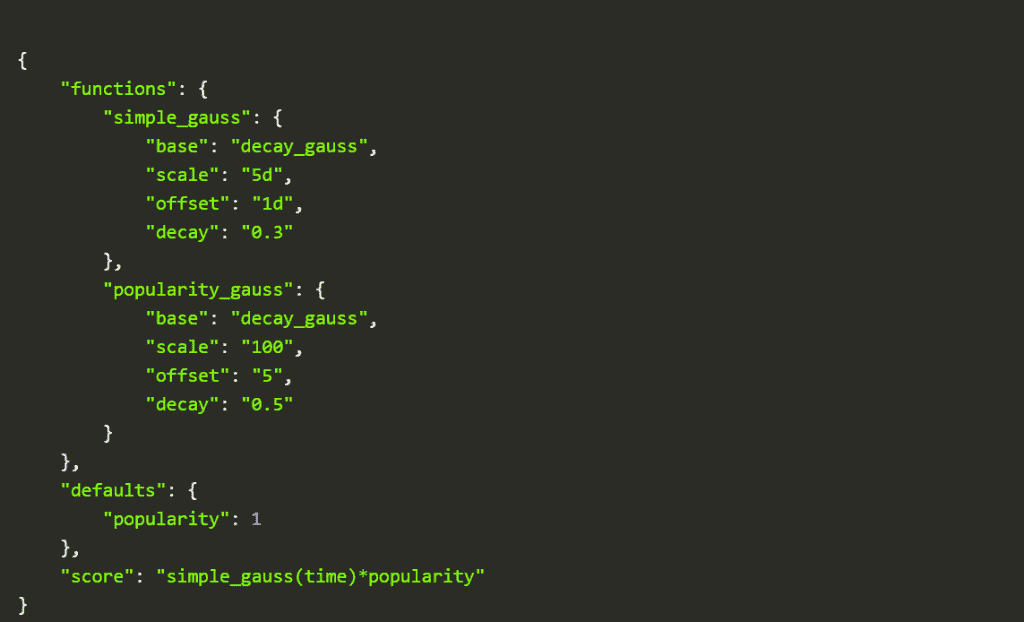 {
    "functions": {
        "simple_gauss": {
            "base": "decay_gauss",
            "scale": "5d",
            "offset": "1d",
            "decay": "0.3"
        },
        "popularity_gauss": {
            "base": "decay_gauss",
            "scale": "100",
            "offset": "5",
            "decay": "0.5"
        }
    },
    "defaults": {
        "popularity": 1
    },
    "score": "simple_gauss(time)*popularity"
}